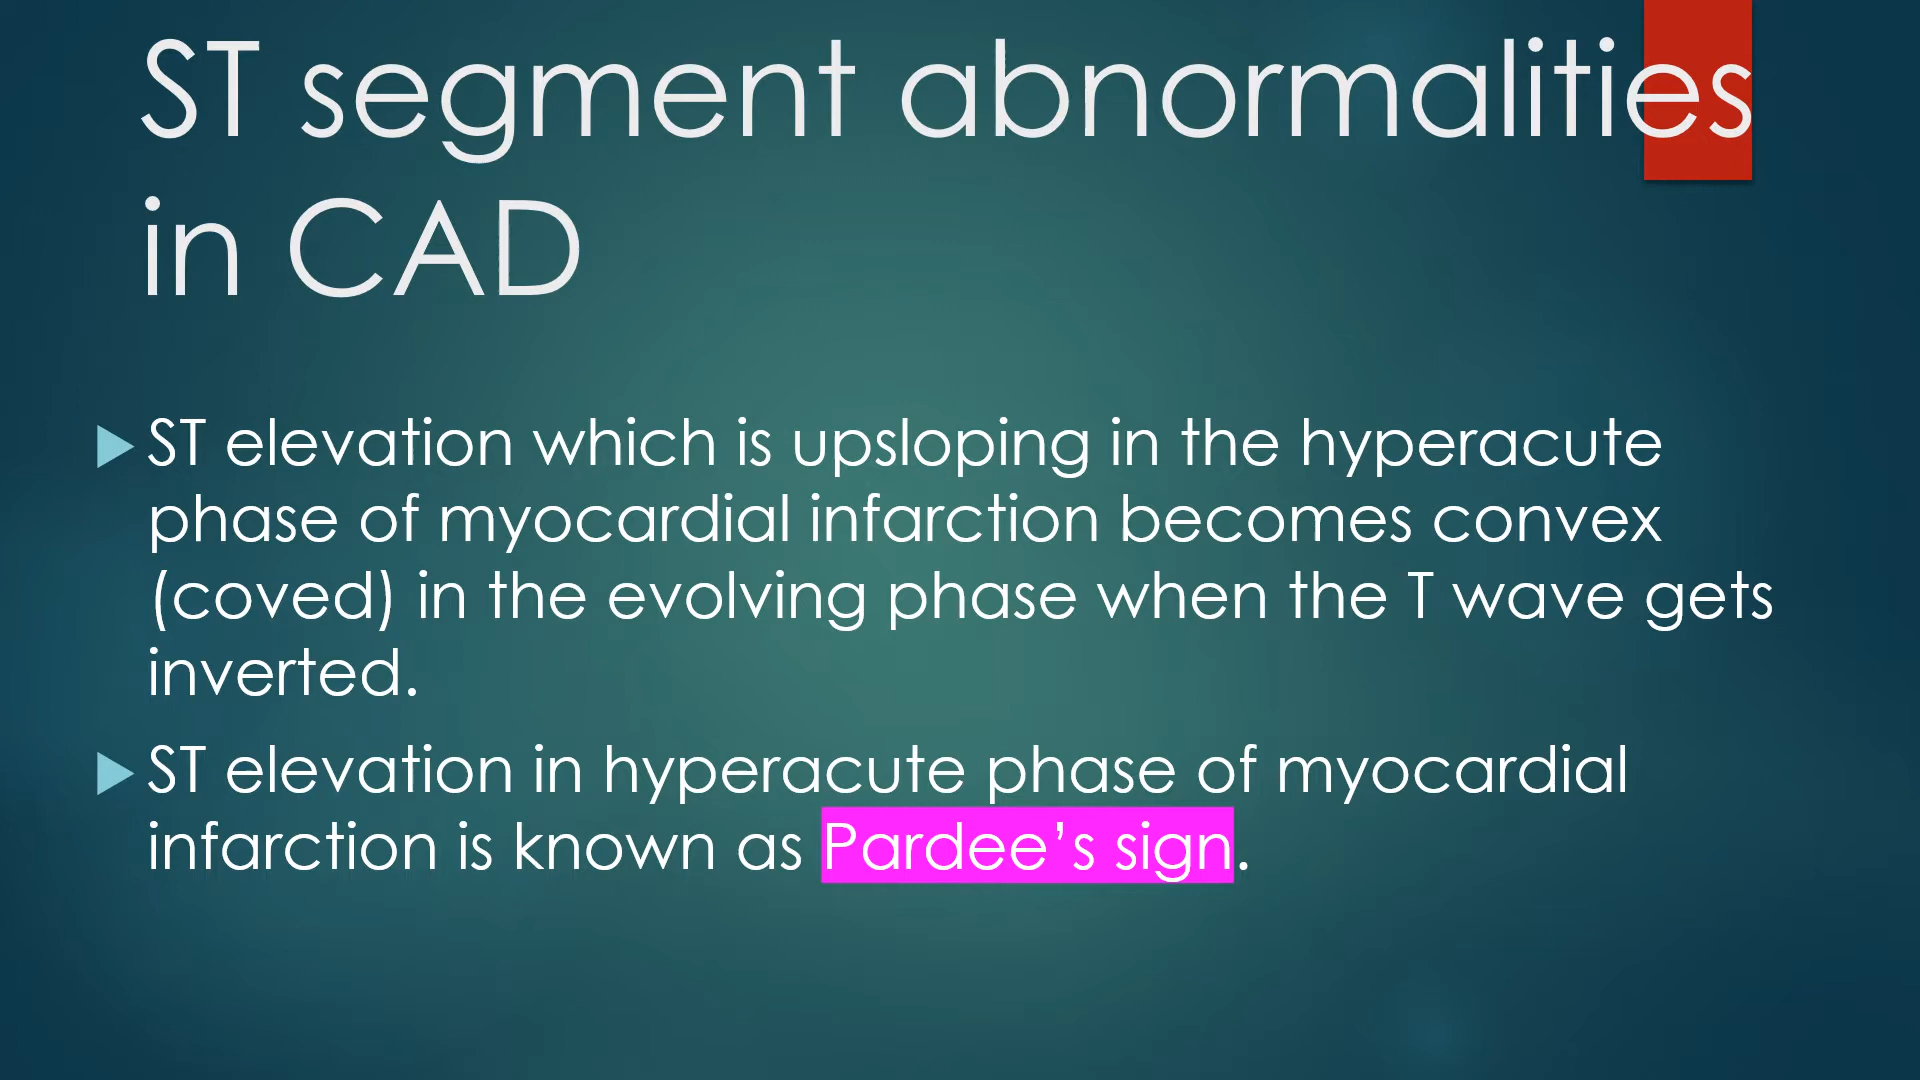 ST segment abnormalities
in CAD
ST elevation which is upsloping in the hyperacute
phase of myocardial infarction becomes convex
(coved) in the evolving phase when the T wave gets
inverted.
ST elevation in hyperacute phase of myocardial
infarction is known as Pardee’s sign.